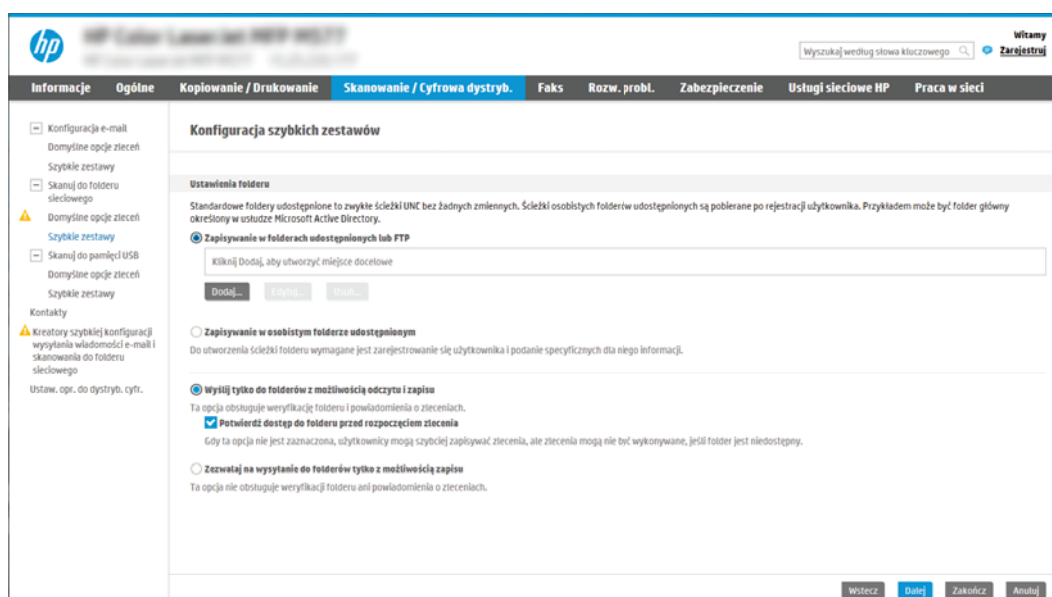 hp
HP Color LaserJet MFP M577
Witamy
Wyszukaj według słowa kluczowego
Zarejestruj
Informacje Ogólne Kopiowanie / Drukowanie Skanowanie / Cyfrowa dystryb. Faks Rozw. probl. Zabezpieczenie Usługi sieciowe HP Praca w sieci
Konfiguracja e-mail
Domyślne opcje zleceń
Szybkie zestawy
Skanuj do folderu
sieciowego
Domyślne opcje zleceń
Szybkie zestawy
Skanuj do pamięci USB
Domyślne opcje zleceń
Szybkie zestawy
Kontakty
Kreatory szybkiej konfiguracji
wysyłania wiadomości e-mail i
skanowania do folderu
sieciowego
Ustaw. opr. do dystryb. cyfr.
Konfiguracja szybkich zestawów
Ustawienia folderu
Standardowe foldery udostępnione to zwykłe ścieżki UNC bez żadnych zmiennych. Ścieżki osobistych folderów udostępnionych są pobierane po rejestracji użytkownika. Przykładem może być folder główny
określony w usłudze Microsoft Active Directory.
Zapisywanie w folderach udostępnionych lub FTP
Kliknij Dodaj, aby utworzyć miejsce docelowe
Dodaj... Edytuj... Usuń...
Zapisywanie w osobistym folderze udostępnionym
Do utworzenia ścieżki folderu wymagane jest zarejestrowanie się użytkownika i podanie specyficznych dla niego informacji.
Wyślij tylko do folderów z możliwością odczytu i zapisu
Ta opcja obsługuje weryfikację folderu i powiadomienia o zleceniach.
Potwierdź dostęp do folderu przed rozpoczęciem zlecenia
Gdy ta opcja nie jest zaznaczona, użytkownicy mogą szybciej zapisywać zlecenia, ale zlecenia mogą nie być wykonywane, jeśli folder jest niedostępny.
Zezwalaj na wysyłanie do folderów tylko z możliwością zapisu
Ta opcja nie obsługuje weryfikacji folderu ani powiadomienia o zleceniach.
Wstecz Dalej Zakończ Anuluj